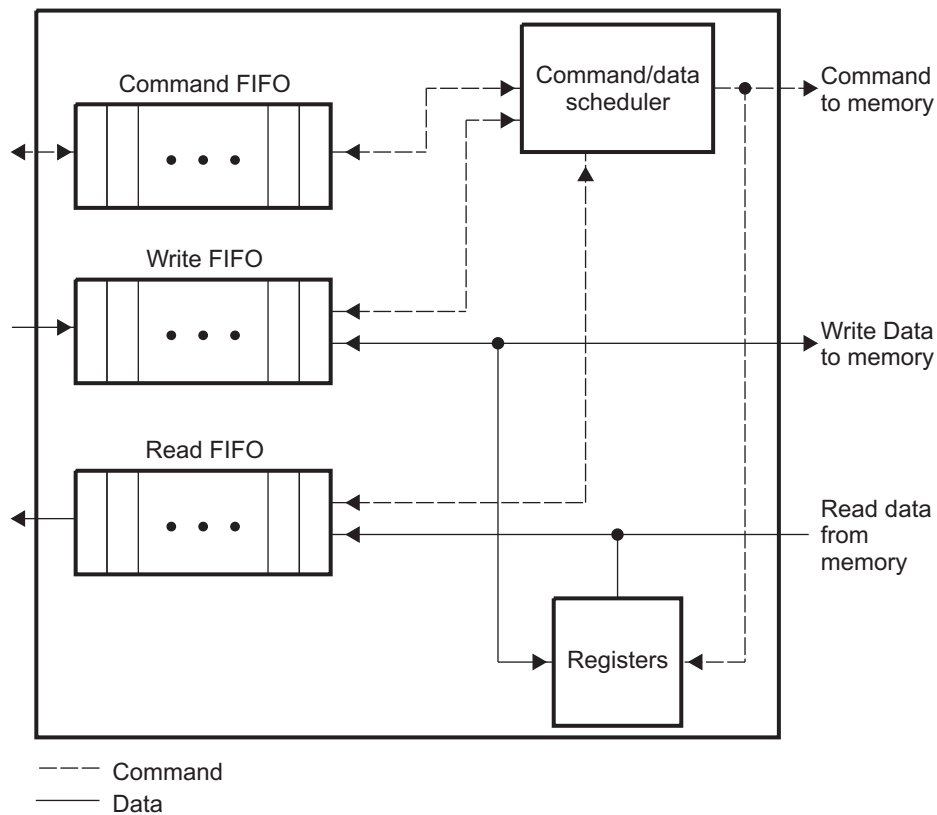 Command FIFO
Command/data
scheduler
Command
to memory
Write FIFO
Write Data
to memory
Read FIFO
Read data
from
memory
Registers
Command
Data